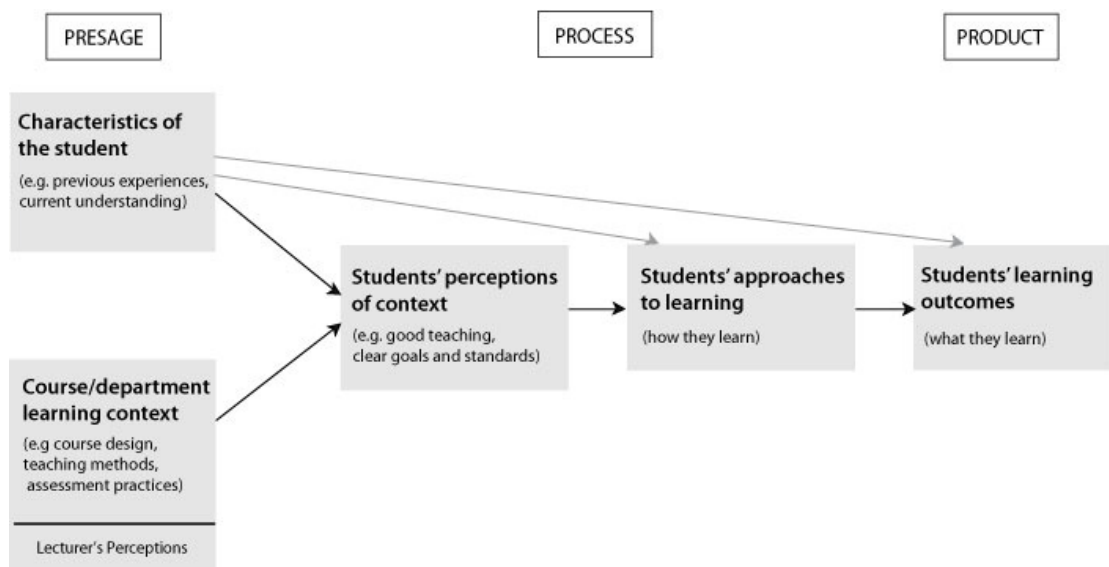 PRESAGE
PROCESS
PRODUCT
Characteristics of
the student
(e.g. previous experiences,
current understanding)
Students' perceptions
of context
(e.g. good teaching,
clear goals and standards)
Students' approaches
to learning
(how they learn)
Students' learning
outcomes
(what they learn)
Course/department
learning context
(e.g course design,
teaching methods,
assessment practices)
Lecturer's Perceptions